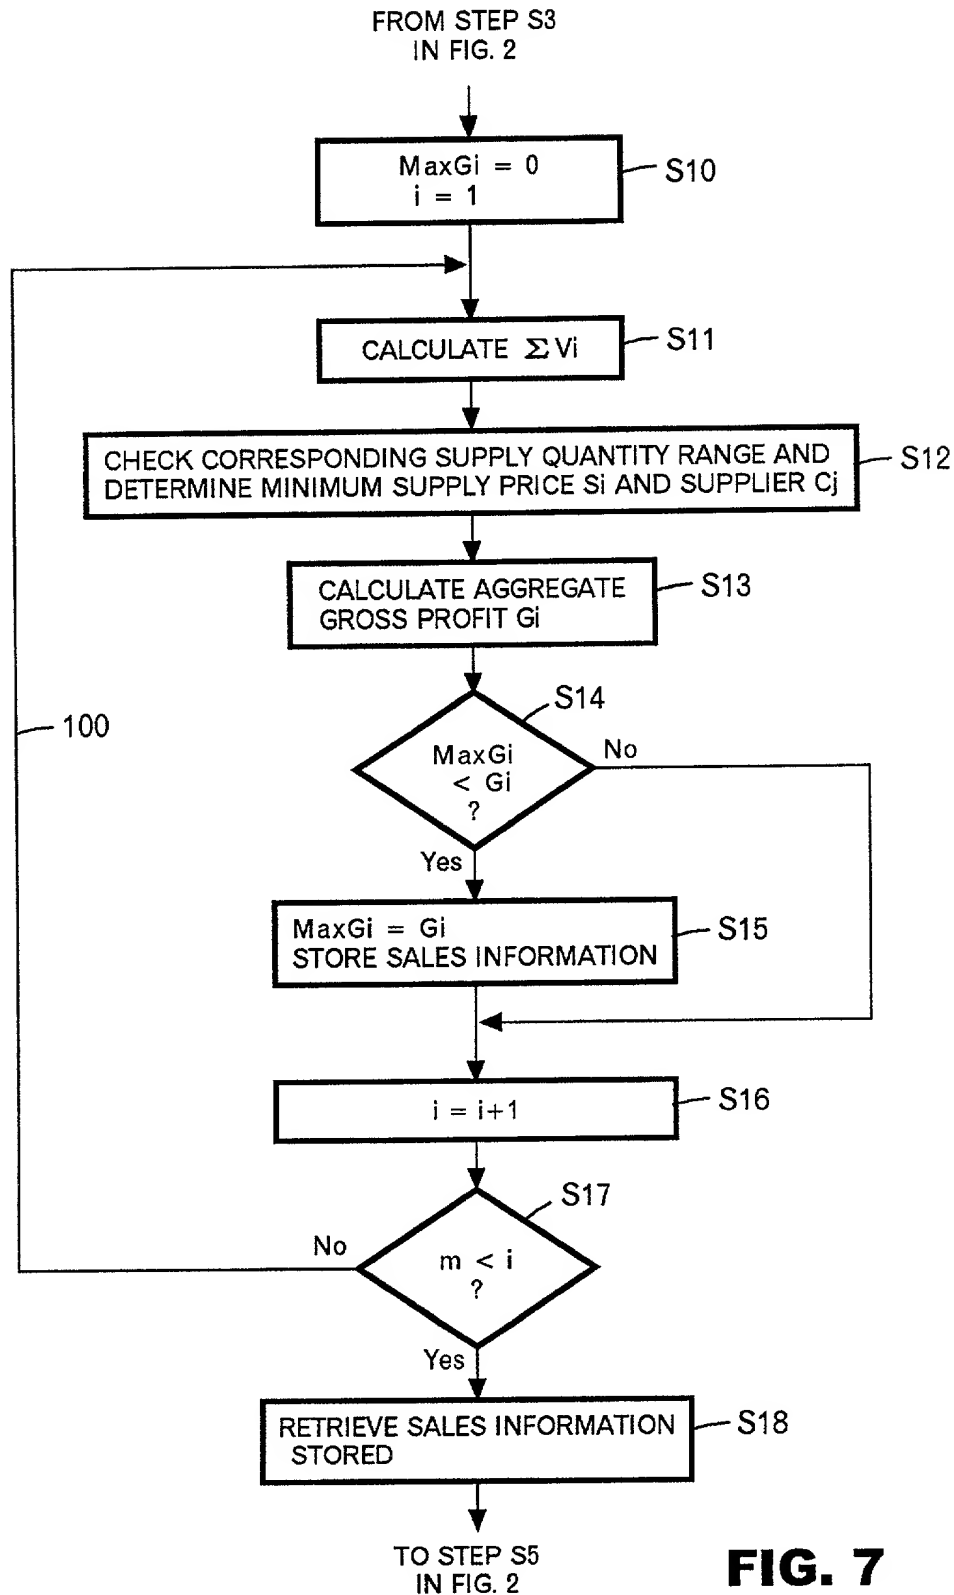 FROM STEP S3
IN FIG. 2
MaxGi = 0
i = 1
S10
CALCULATE ΣVi
S11
CHECK CORRESPONDING SUPPLY QUANTITY RANGE AND
DETERMINE MINIMUM SUPPLY PRICE Si AND SUPPLIER Cj
S12
CALCULATE AGGREGATE
GROSS PROFIT Gi
S13
S14
100
MaxGi
< Gi
?
No
Yes
MaxGi = Gi
STORE SALES INFORMATION
S15
i = i+1
S16
S17
No
m < i
?
Yes
RETRIEVE SALES INFORMATION
STORED
S18
TO STEP S5
IN FIG. 2
FIG. 7